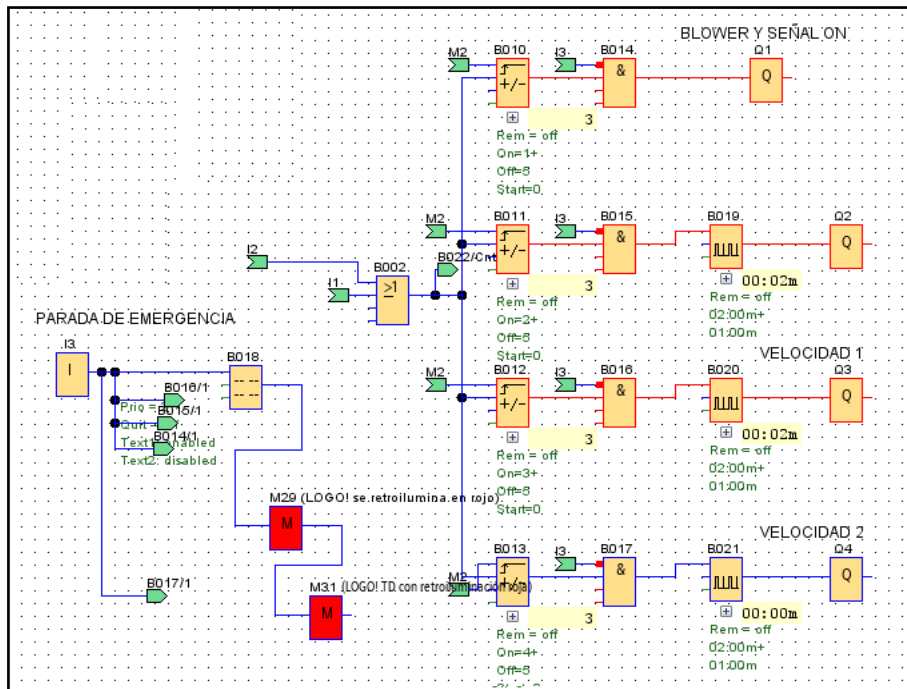 BLOWER Y SEÑAL ON
M2 B010 I3 B014 Q1
+/- & Q
3
Rem = off
On=1+
Off=5
Start=0
M2 B011 I3 B015 B019 Q2
+/- & Q
I2
B022/Cnt
B002
I1
≥1
3
00:02m
Rem = off
On=2+
Off=5
Start=0
Rem = off
02:00m+
01:00m
PARADA DE EMERGENCIA
VELOCIDAD 1
I3
I
B018
M2 B012 I3 B016 B020 Q3
+/- & Q
B016/1
Prio =
B015/1
Quit =
B014/1
Text1: enabled
Text2: disabled
3
00:02m
Rem = off
On=3+
Off=5
Start=0
Rem = off
02:00m+
01:00m
M29 (LOGO! se retroilumina en rojo)
M
VELOCIDAD 2
M2 B013 I3 B017 B021 Q4
+/- & Q
B017/1
M31 (LOGO! TD con retroiluminación roja)
M
3
00:00m
Rem = off
On=4+
Off=5
Rem = off
02:00m+
01:00m